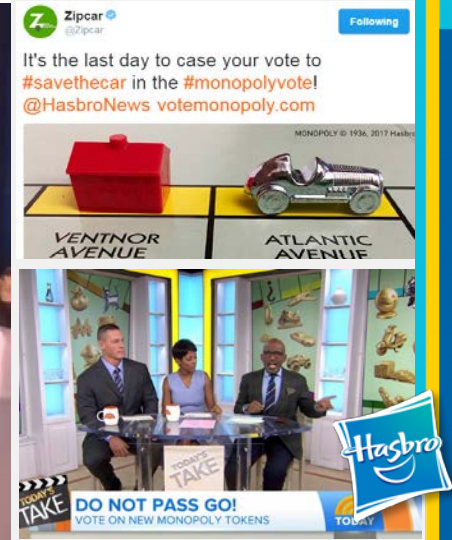 Zipcar
@Zipcar
Following
It's the last day to case your vote to
#savethecar in the #monopolyvote!
@HasbroNews votemonopoly.com
MONOPOLY © 1936, 2017 Hasbro
VENTNOR
AVENUE
ATLANTIC
AVENUE
TODAY'S
TAKE
Hasbro
TODAY'S
TAKE
DO NOT PASS GO!
VOTE ON NEW MONOPOLY TOKENS
TODAY